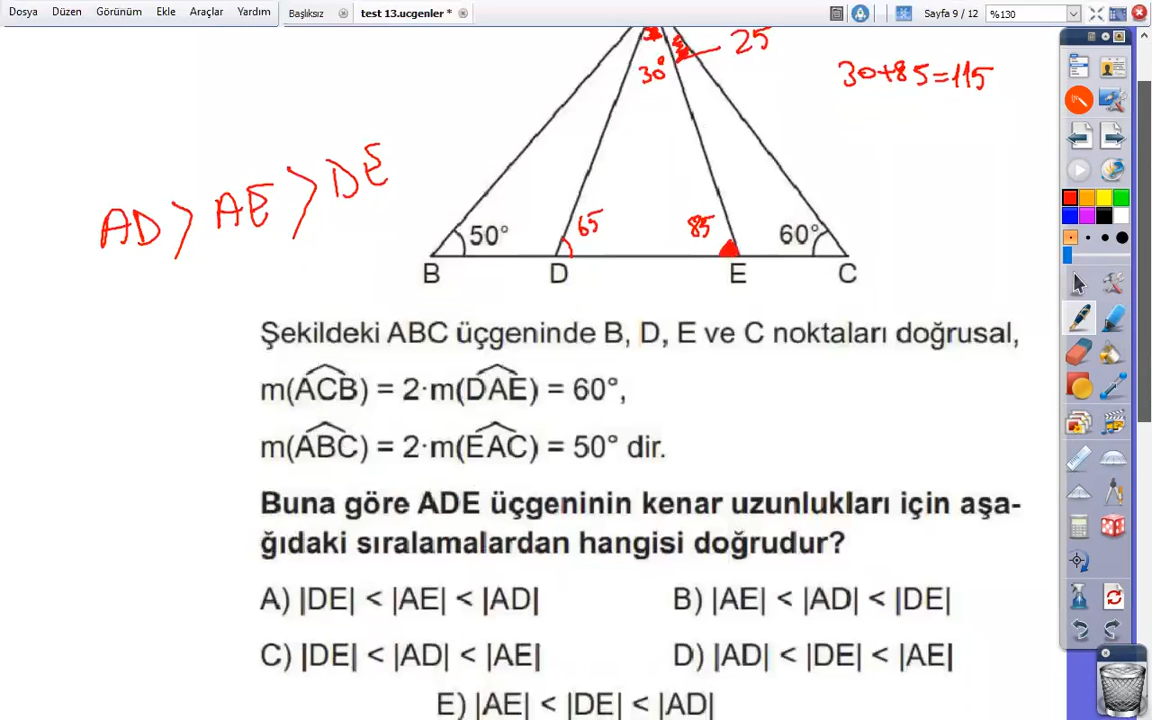 Dosya Düzen Görünüm Ekle Araçlar Yardım Başlıksız test 13.ucgenler * Sayfa 9 / 12 %130
25
30°
30+85=115
AD > AE > DE
50° 65 85 60°
B D E C
Şekildeki ABC üçgeninde B, D, E ve C noktaları doğrusal,
m(ACB) = 2·m(DAE) = 60°,
m(ABC) = 2·m(EAC) = 50° dir.
Buna göre ADE üçgeninin kenar uzunlukları için aşa-
ğıdaki sıralamalardan hangisi doğrudur?
A) |DE| < |AE| < |AD| B) |AE| < |AD| < |DE|
C) |DE| < |AD| < |AE| D) |AD| < |DE| < |AE|
E) |AE| < |DE| < |AD|